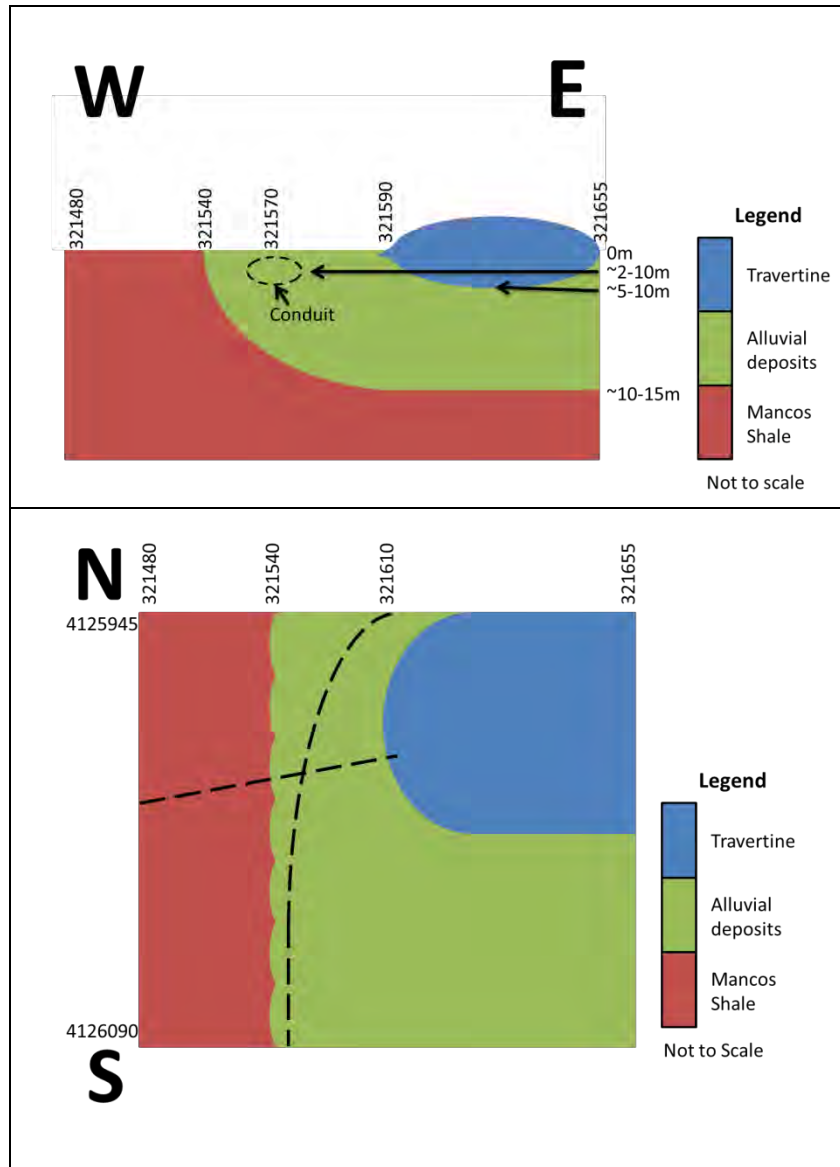 W
E
321480
321540
321570
321590
321655
0m
~2-10m
~5-10m
~10-15m
Conduit
Legend
Travertine
Alluvial
deposits
Mancos
Shale
Not to scale
N
S
321480
321540
321610
321655
4125945
4126090
Legend
Travertine
Alluvial
deposits
Mancos
Shale
Not to Scale